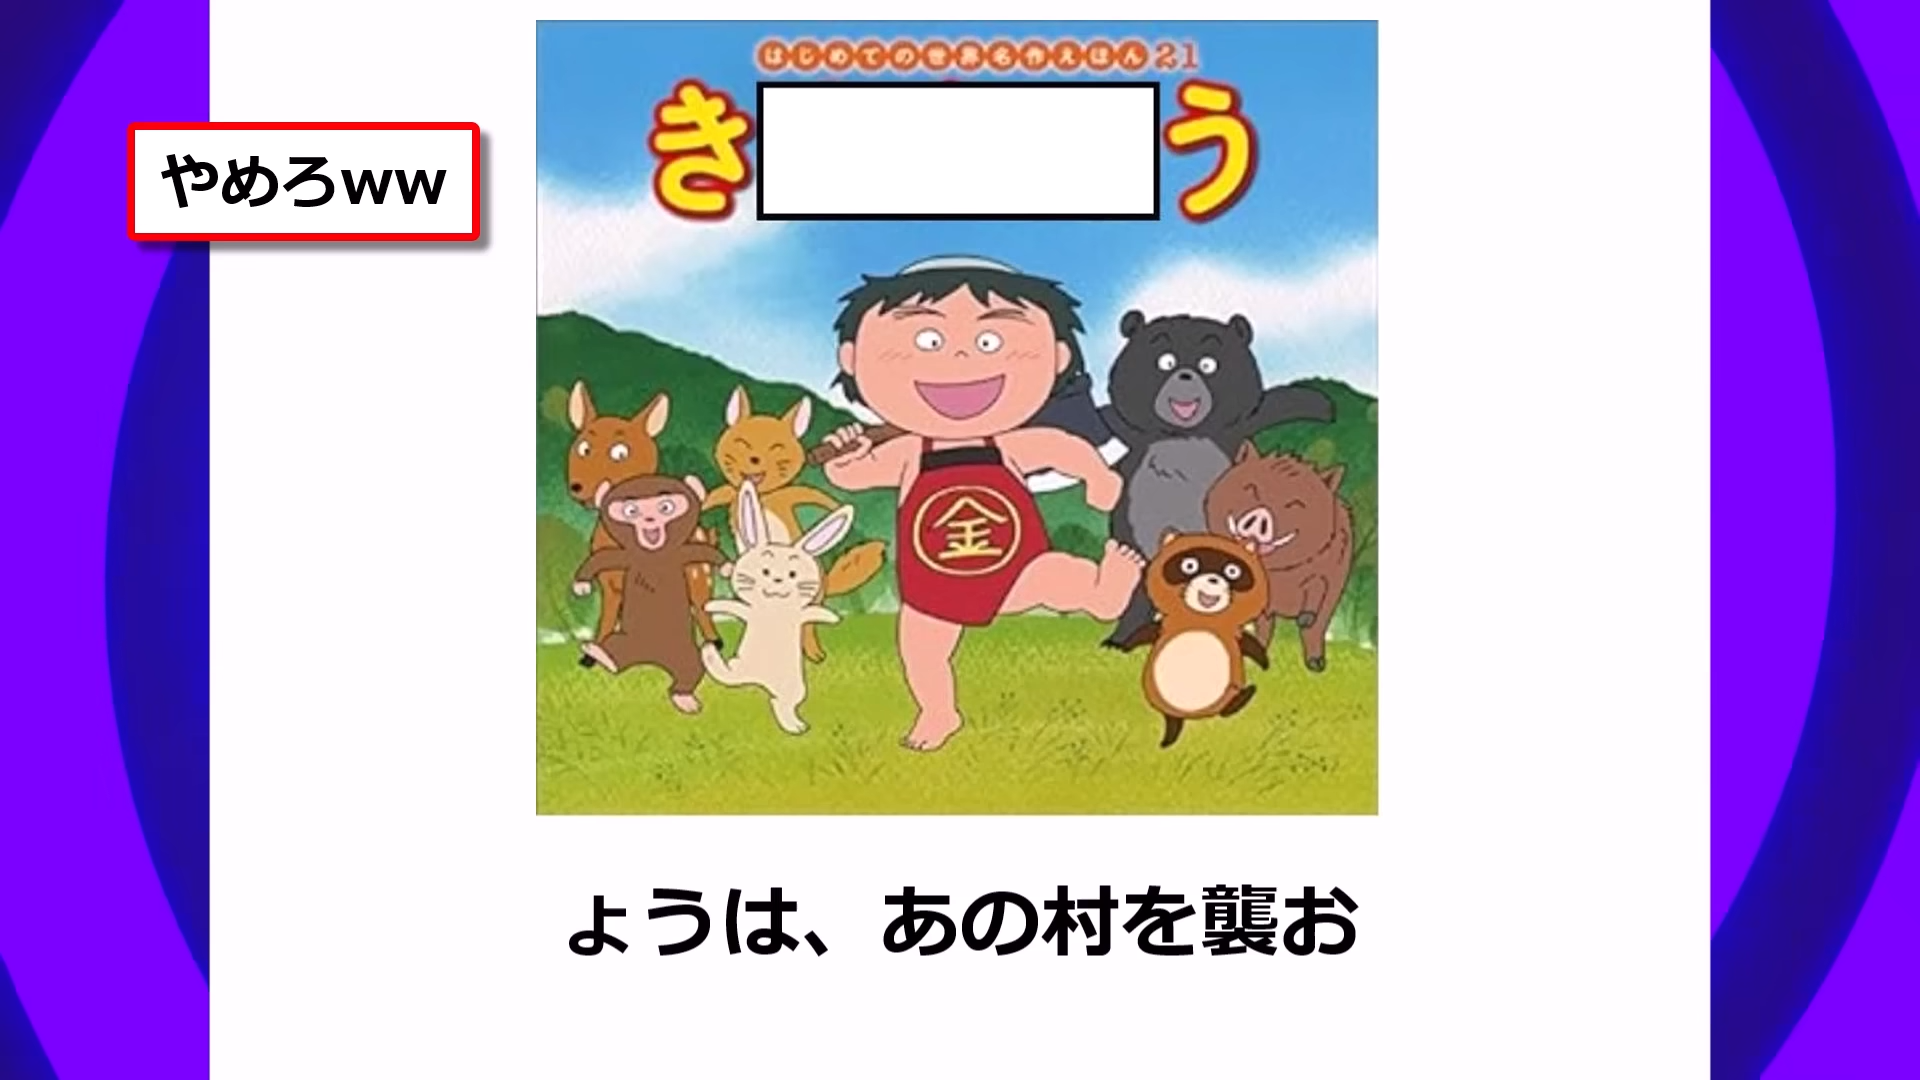 はじめての世界名作えほん21
き う
やめろww
金
ょうは、あの村を襲お